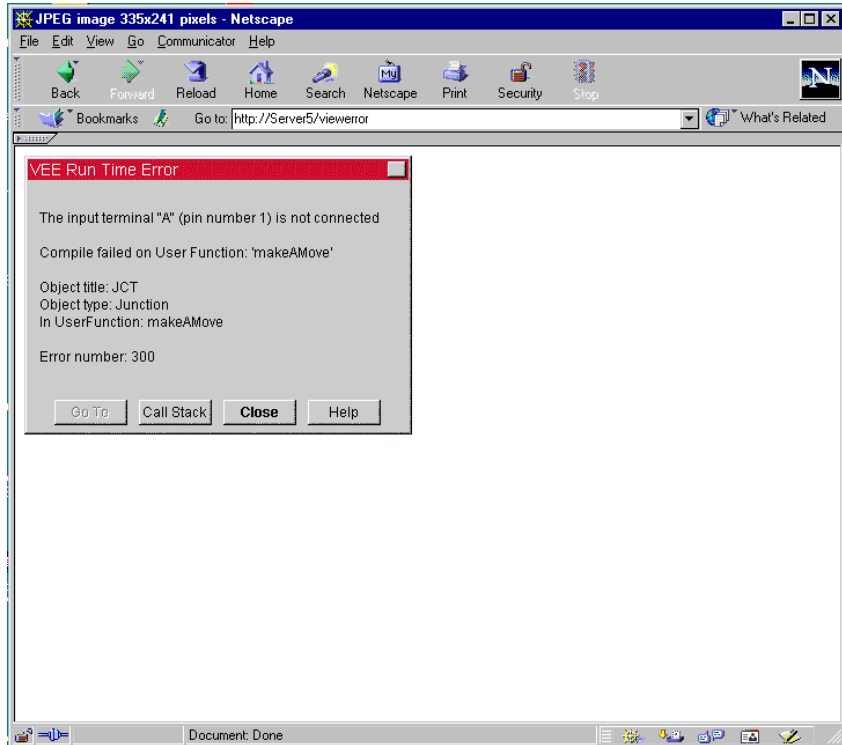 JPEG image 335x241 pixels - Netscape
File Edit View Go Communicator Help
My
N
Back Forward Reload Home Search Netscape Print Security Stop
Bookmarks Go to: http://Server5/viewerror What's Related
VEE Run Time Error
The input terminal "A" (pin number 1) is not connected
Compile failed on User Function: 'makeAMove'
Object title: JCT
Object type: Junction
In UserFunction: makeAMove
Error number: 300
Go To Call Stack Close Help
Document: Done